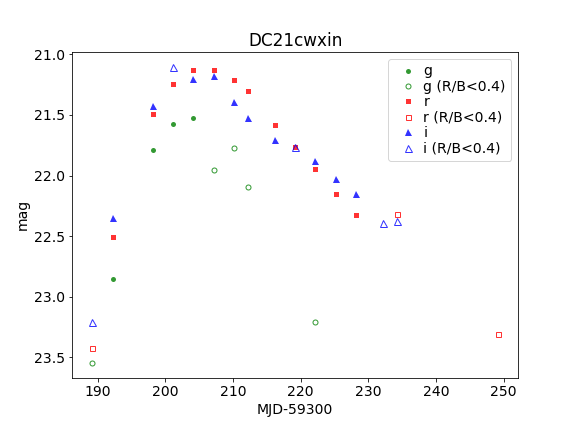 DC21cwxin
21.0
21.5
22.0
22.5
23.0
23.5
mag
g
g (R/B<0.4)
r
r (R/B<0.4)
i
i (R/B<0.4)
190
200
210
220
230
240
250
MJD-59300